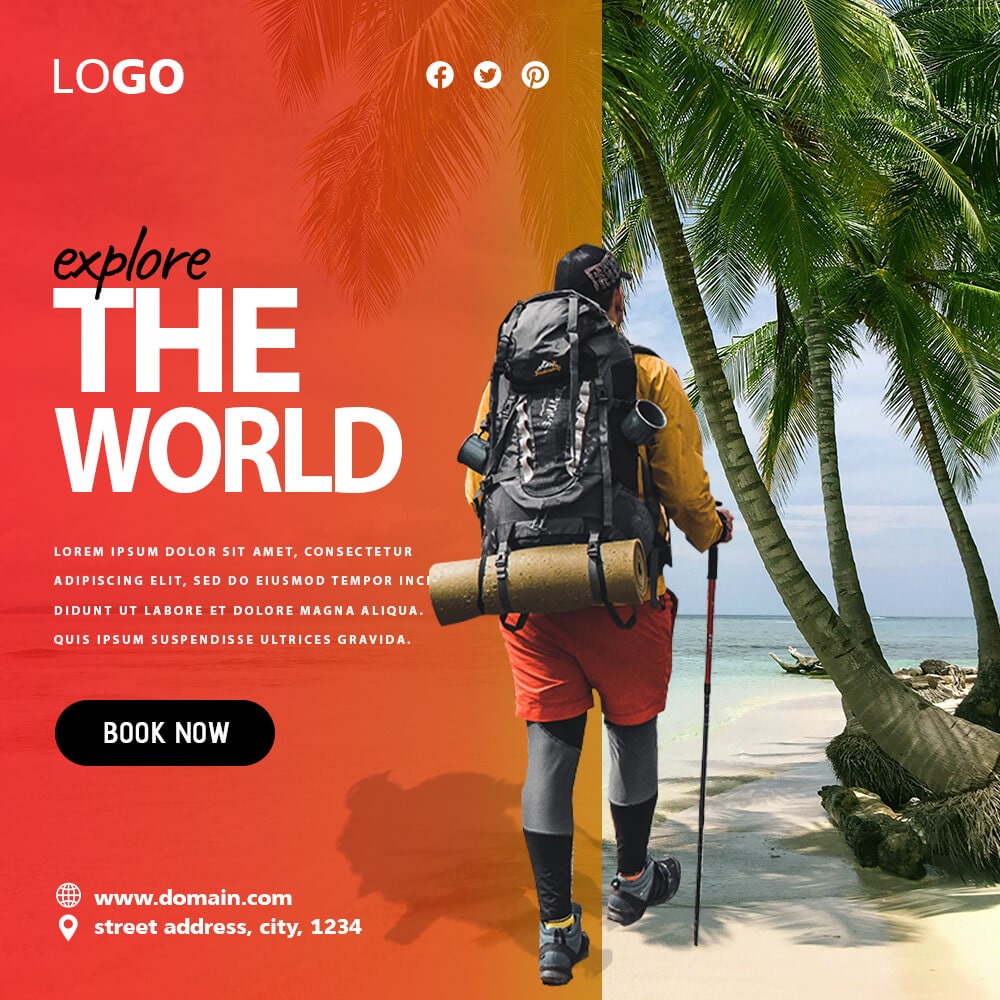 LOGO
explore
THE
WORLD
LOREM IPSUM DOLOR SIT AMET, CONSECTETUR
ADIPISCING ELIT, SED DO EIUSMOD TEMPOR INCI
DIDUNT UT LABORE ET DOLORE MAGNA ALIQUA.
QUIS IPSUM SUSPENDISSE ULTRICES GRAVIDA.
BOOK NOW
www.domain.com
street address, city, 1234